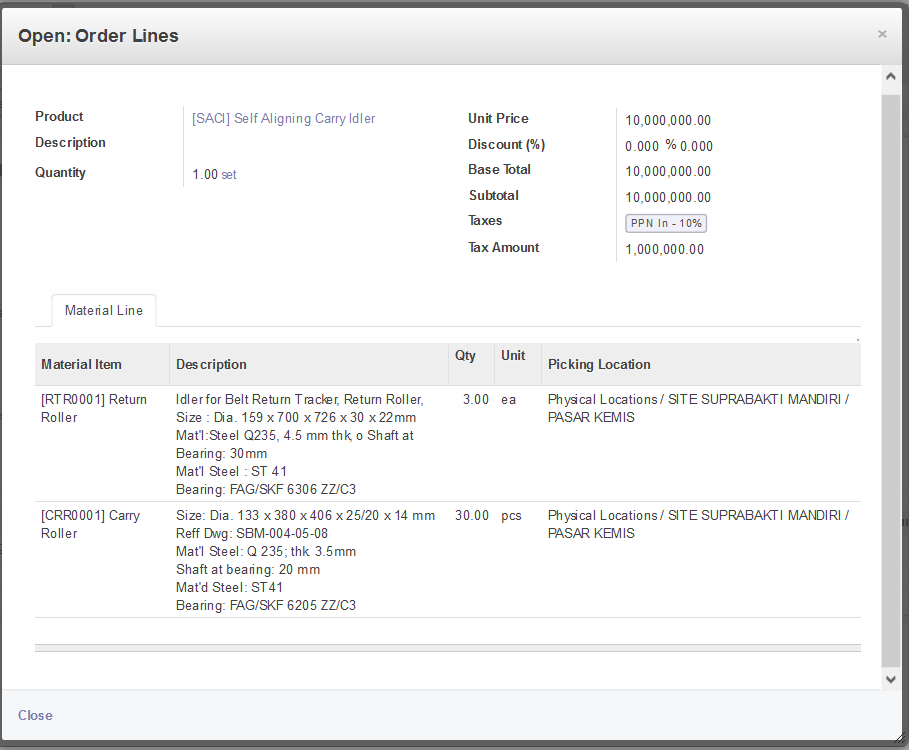 Open: Order Lines
×
Product [SACI] Self Aligning Carry Idler
Description
Quantity 1.00 set
Unit Price 10,000,000.00
Discount (%) 0.000 % 0.000
Base Total 10,000,000.00
Subtotal 10,000,000.00
Taxes PPN In - 10%
Tax Amount 1,000,000.00
Material Line
Material Item Description Qty Unit Picking Location
[RTR0001] Return Roller
Idler for Belt Return Tracker, Return Roller,
Size : Dia. 159 x 700 x 726 x 30 x 22mm
Mat'l:Steel Q235, 4.5 mm thk, o Shaft at
Bearing: 30mm
Mat'l Steel : ST 41
Bearing: FAG/SKF 6306 ZZ/C3
3.00 ea
Physical Locations / SITE SUPRABAKTI MANDIRI /
PASAR KEMIS
[CRR0001] Carry Roller
Size: Dia. 133 x 380 x 406 x 25/20 x 14 mm
Reff Dwg: SBM-004-05-08
Mat'l Steel: Q 235; thk. 3.5mm
Shaft at bearing: 20 mm
Mat'd Steel: ST41
Bearing: FAG/SKF 6205 ZZ/C3
30.00 pcs
Physical Locations / SITE SUPRABAKTI MANDIRI /
PASAR KEMIS
Close